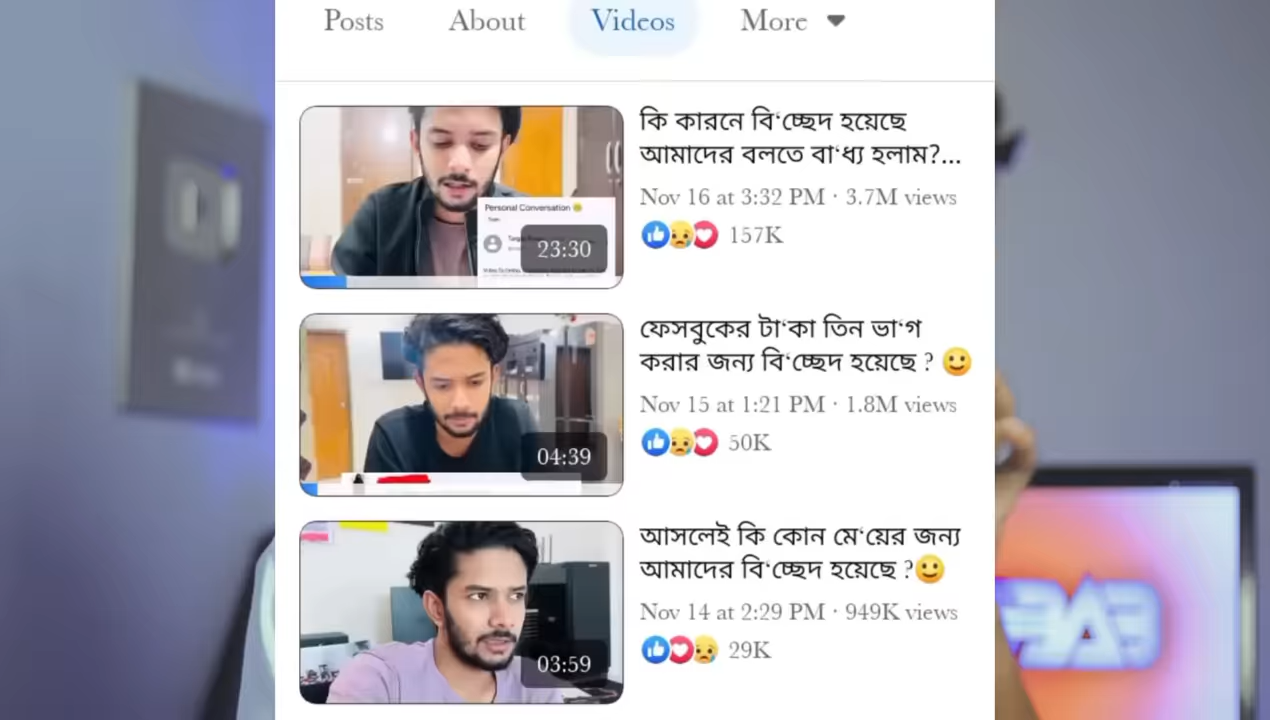 Posts About Videos More
কি কারনে বি‘চ্ছেদ হয়েছে
আমাদের বলতে বা‘ধ্য হলাম?...
Nov 16 at 3:32 PM · 3.7M views
157K
Personal Conversation
23:30
ফেসবুকের টা‘কা তিন ভা‘গ
করার জন্য বি‘চ্ছেদ হয়েছে ? 🙂
Nov 15 at 1:21 PM · 1.8M views
50K
04:39
আসলেই কি কোন মে‘য়ের জন্য
আমাদের বি‘চ্ছেদ হয়েছে ?🙂
Nov 14 at 2:29 PM · 949K views
29K
03:59